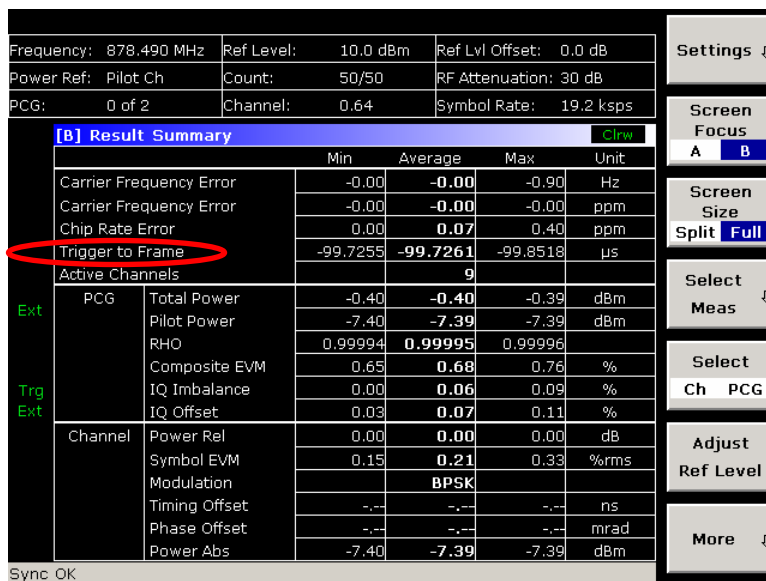 Frequency: 878.490 MHz Ref Level: 10.0 dBm Ref Lvl Offset: 0.0 dB
Power Ref: Pilot Ch Count: 50/50 RF Attenuation: 30 dB
PCG: 0 of 2 Channel: 0.64 Symbol Rate: 19.2 ksps
[B] Result Summary Clrw
Min Average Max Unit
Carrier Frequency Error -0.00 -0.00 -0.90 Hz
Carrier Frequency Error -0.00 -0.00 -0.00 ppm
Chip Rate Error 0.00 0.07 0.40 ppm
Trigger to Frame -99.7255 -99.7261 -99.8518 µs
Active Channels 9
PCG Total Power -0.40 -0.40 -0.39 dBm
Pilot Power -7.40 -7.39 -7.39 dBm
RHO 0.99994 0.99995 0.99996
Composite EVM 0.65 0.68 0.76 %
IQ Imbalance 0.00 0.06 0.09 %
IQ Offset 0.03 0.07 0.11 %
Channel Power Rel 0.00 0.00 0.00 dB
Symbol EVM 0.15 0.21 0.33 %rms
Modulation BPSK
Timing Offset -.-- -.-- -.-- ns
Phase Offset -.-- -.-- -.-- mrad
Power Abs -7.40 -7.39 -7.39 dBm
Ext
Trg
Ext
Sync OK
Settings
Screen
Focus
A B
Screen
Size
Split Full
Select
Meas
Select
Ch PCG
Adjust
Ref Level
More